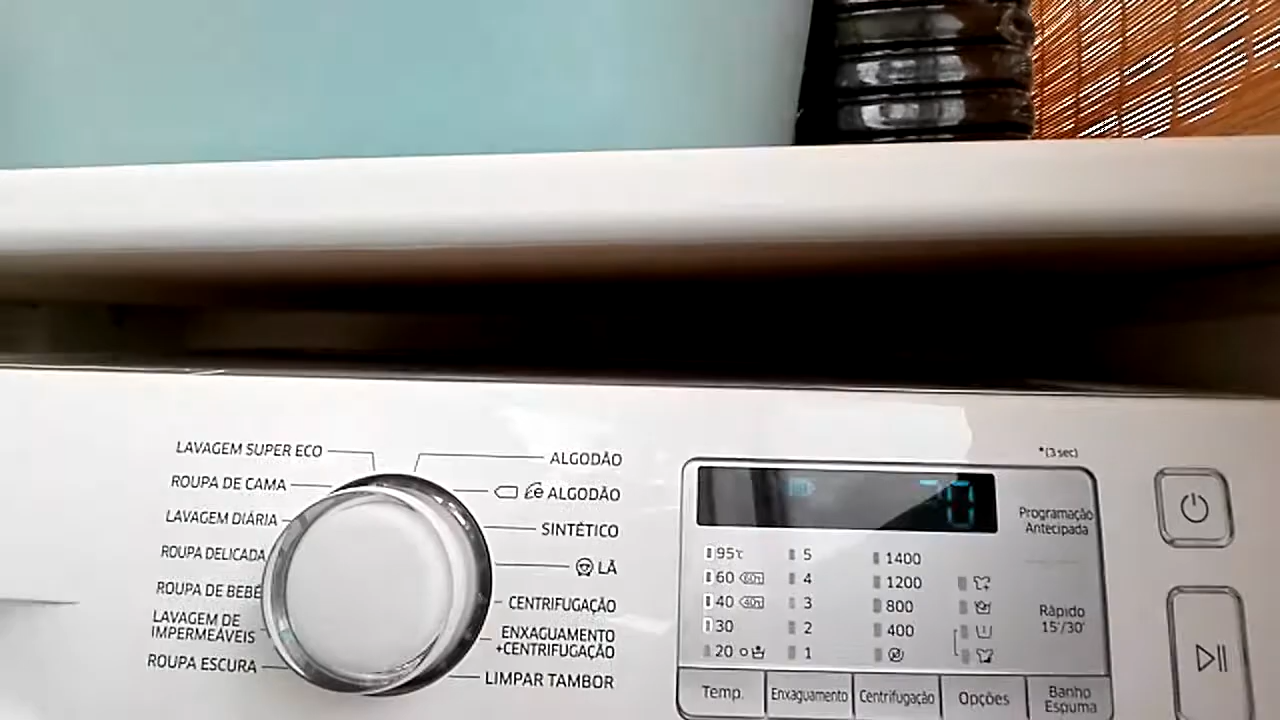 LAVAGEM SUPER ECO
ROUPA DE CAMA
LAVAGEM DIÁRIA
ROUPA DELICADA
ROUPA DE BEBÉ
LAVAGEM DE
IMPERMEÁVEIS
ROUPA ESCURA
ALGODÃO
ALGODÃO
SINTÉTICO
LÃ
CENTRIFUGAÇÃO
ENXAGUAMENTO
+CENTRIFUGAÇÃO
LIMPAR TAMBOR
95°C
60 60°C
40 40°C
30
20
5
4
3
2
1
1400
1200
800
400
*(3 sec)
Programação
Antecipada
Rápido
15'/30'
Temp.
Enxaguamento
Centrifugação
Opções
Banho
Espuma